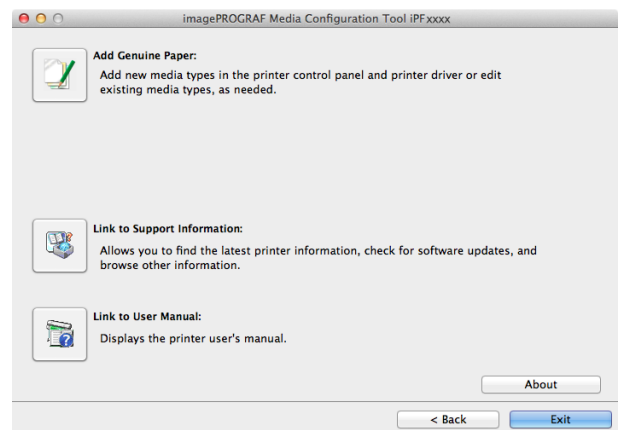 imagePROGRAF Media Configuration Tool iPFxxxx
Add Genuine Paper:
Add new media types in the printer control panel and printer driver or edit
existing media types, as needed.
Link to Support Information:
Allows you to find the latest printer information, check for software updates, and
browse other information.
Link to User Manual:
Displays the printer user's manual.
About
< Back
Exit